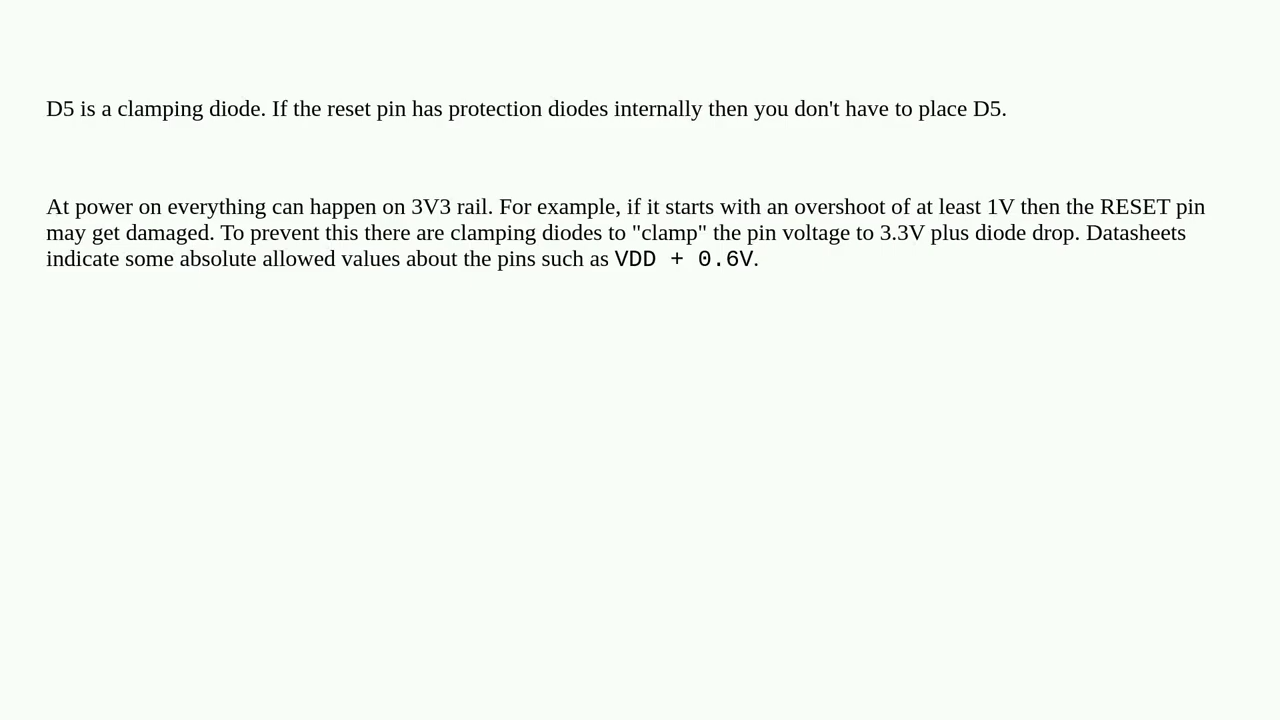 D5 is a clamping diode. If the reset pin has protection diodes internally then you don't have to place D5.
At power on everything can happen on 3V3 rail. For example, if it starts with an overshoot of at least 1V then the RESET pin
may get damaged. To prevent this there are clamping diodes to "clamp" the pin voltage to 3.3V plus diode drop. Datasheets
indicate some absolute allowed values about the pins such as VDD + 0.6V.